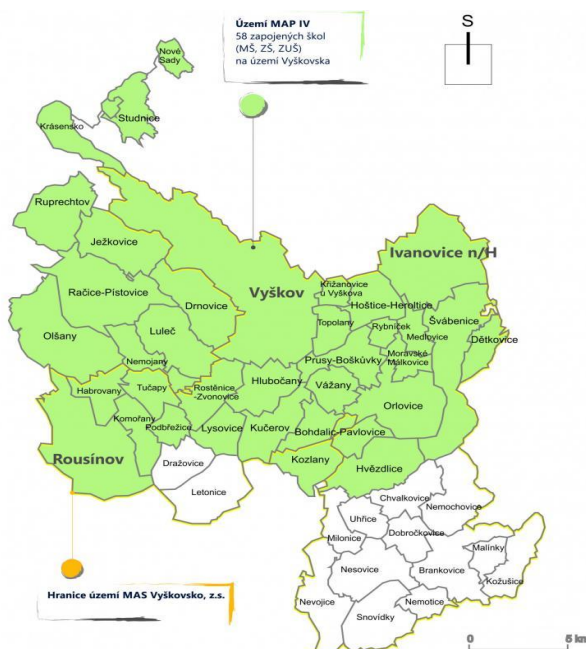 Území MAP IV
58 zapojených škol
(MŠ, ZŠ, ZUŠ)
na území Vyškovska
S
Nové
Sady
Studnice
Krásensko
Ruprechtov
Ježkovice
Ivanovice n/H
Vyškov
Křižanovice
u Vyškova
Račice-Pístovice
Drnovice
Hoštice-Heroltice
Švábenice
Topolany
Rybníček
Olšany
Luleč
Medlovice
Dětkovice
Nemojany
Prusy-Boškůvky
Moravské
Málkovice
Habrovany
Tučapy
Rostěnice
-Zvonovice
Hlubočany
Vážany
Orlovice
Komořany
Podbřežice
Lysovice
Kučerov
Bohdalic-Pavlovice
Rousínov
Kozlany
Hvězdlice
Dražovice
Letonice
Chvalkovice
Nemochovice
Uhřice
Dobročkovice
Milonice
Malínky
Nesovice
Brankovice
Kožušice
Hranice území MAS Vyškovsko, z.s.
Nevojice
Nemotice
Snovídky
0 5 km